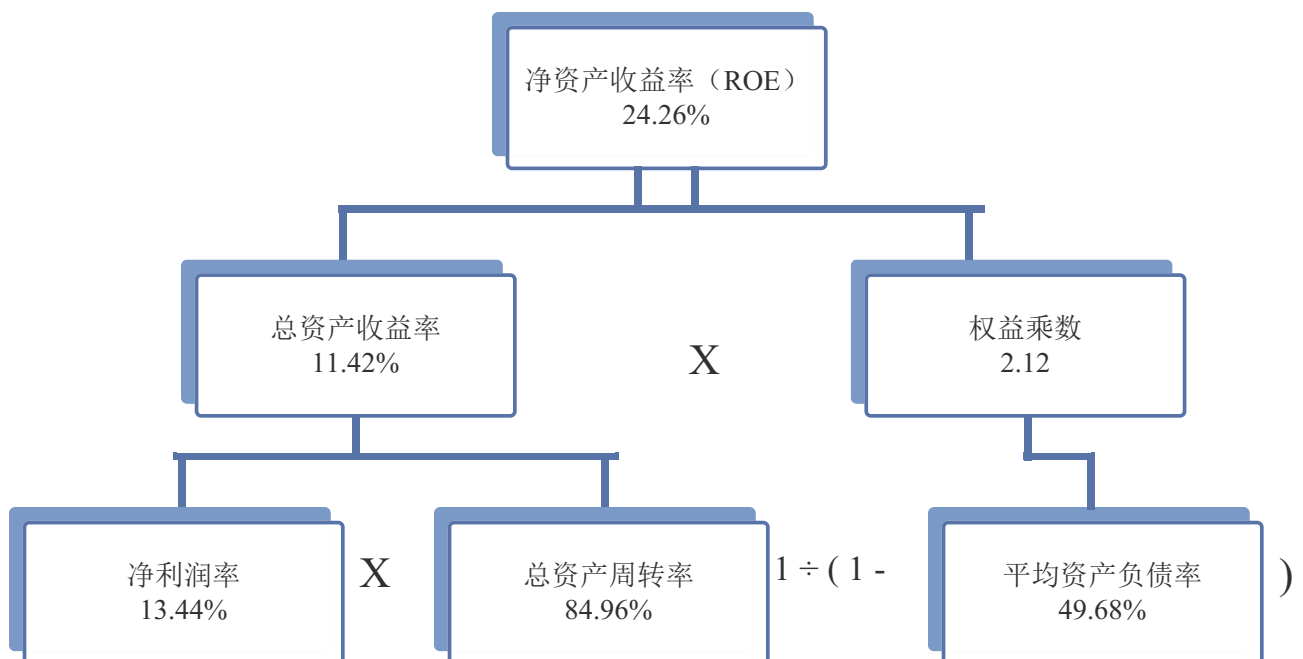 净资产收益率（ROE）
24.26%
总资产收益率
11.42%
X
权益乘数
2.12
净利润率
13.44%
X
总资产周转率
84.96%
1 ÷ ( 1 -
平均资产负债率
49.68%
)